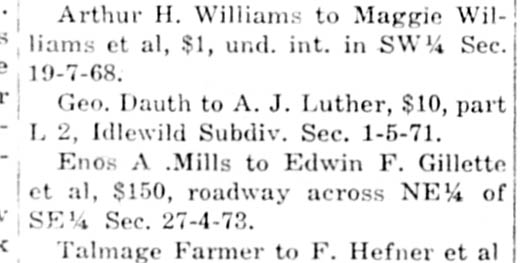 Arthur H. Williams to Maggie Wil-
liams et al, $1, und. int. in SW¼ Sec.
19-7-68.
Geo. Dauth to A. J. Luther, $10, part
L 2, Idlewild Subdiv. Sec. 1-5-71.
Enos A .Mills to Edwin F. Gillette
et al, $150, roadway across NE¼ of
SE¼ Sec. 27-4-73.
Talmage Farmer to F. Hefner et al